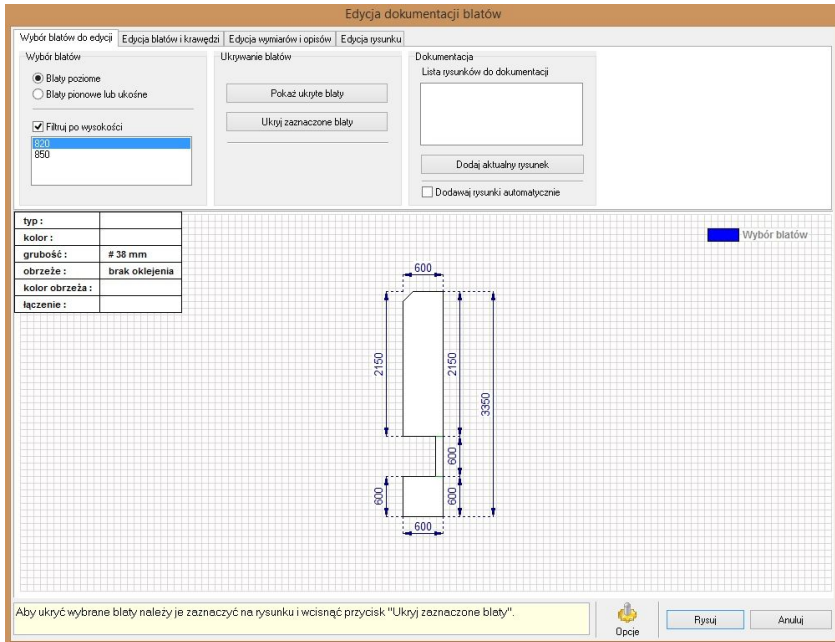 Edycja dokumentacji blatów
Wybór blatów do edycji
Edycja blatów i krawędzi
Edycja wymiarów i opisów
Edycja rysunku
Wybór blatów
Blaty poziome
Blaty pionowe lub ukośne
Filtruj po wysokości
820
850
Ukrywanie blatów
Pokaż ukryte blaty
Ukryj zaznaczone blaty
Dokumentacja
Lista rysunków do dokumentacji
Dodaj aktualny rysunek
Dodawaj rysunki automatycznie
typ :
kolor :
grubość : # 38 mm
obrzeże : brak oklejenia
kolor obrzeża :
łączenie :
Wybór blatów
600
2150
2150
3350
600
600
600
600
Aby ukryć wybrane blaty należy je zaznaczyć na rysunku i wcisnąć przycisk "Ukryj zaznaczone blaty".
Opcje
Rysuj
Anuluj